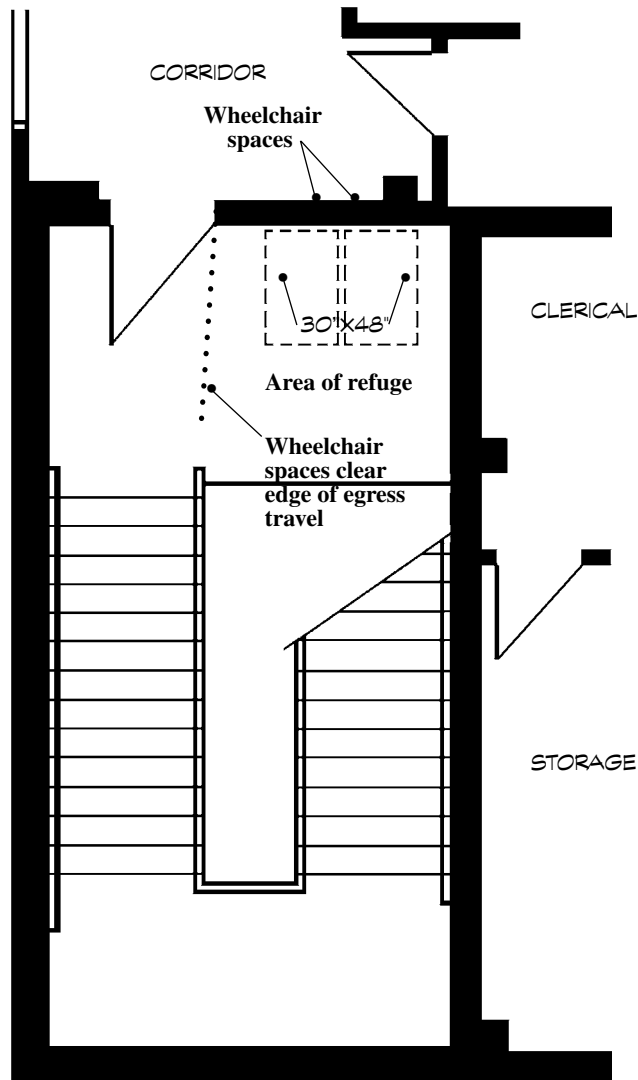 CORRIDOR
Wheelchair
spaces
CLERICAL
30"X48"
Area of refuge
Wheelchair
spaces clear
edge of egress
travel
STORAGE